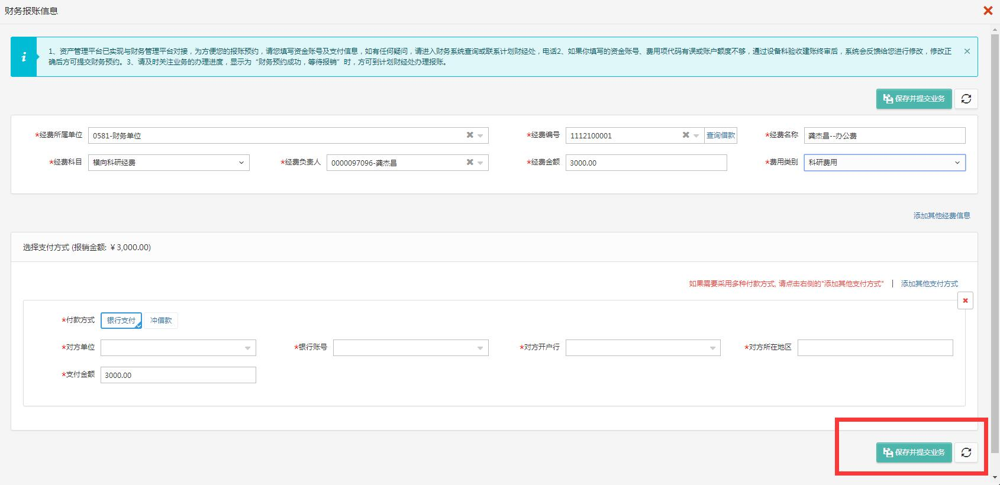 财务报账信息
1、资产管理平台已实现与财务管理平台对接，为方便您的报账预约，请您填写资金账号及支付信息，如有任何疑问，请进入财务系统查询或联系计划财经处，电话2、如果你填写的资金账号、费用项代码有误或账户额度不够，通过设备科验收建账终审后，系统会反馈给您进行修改，修改正
确后方可提交财务预约。3、请及时关注业务的办理进度，显示为“财务预约成功，等待报销”时，方可到计划财经处办理报账。
保存并提交业务
*经费所属单位 0581-财务单位 *经费编号 1112100001 查询借款 *经费名称 龚杰昌--办公费
*经费科目 横向科研经费 *经费负责人 0000097096-龚杰昌 *经费金额 3000.00 *费用类别 科研费用
添加其他经费信息
选择支付方式 (报销金额: ￥3,000.00)
如果需要采用多种付款方式, 请点击右侧的"添加其他支付方式" | 添加其他支付方式
*付款方式 银行支付 冲借款
*对方单位 *银行账号 *对方开户行 *对方所在地区
*支付金额 3000.00
保存并提交业务